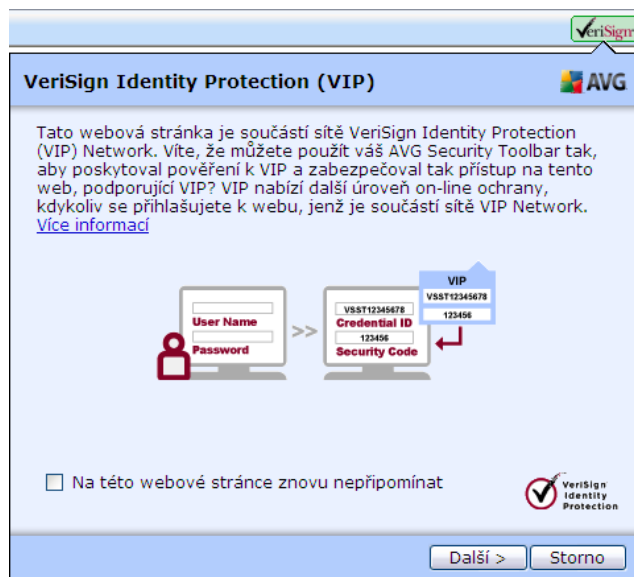 VeriSign
VeriSign Identity Protection (VIP)
AVG
Tato webová stránka je součástí sítě VeriSign Identity Protection
(VIP) Network. Víte, že můžete použít váš AVG Security Toolbar tak,
aby poskytoval pověření k VIP a zabezpečoval tak přístup na tento
web, podporující VIP? VIP nabízí další úroveň on-line ochrany,
kdykoliv se přihlašujete k webu, jenž je součástí sítě VIP Network.
Více informací
VIP
VSST12345678
123456
User Name
Password
>>
VSST12345678
Credential ID
123456
Security Code
Na této webové stránce znovu nepřipomínat
VeriSign
Identity
Protection
Další >
Storno